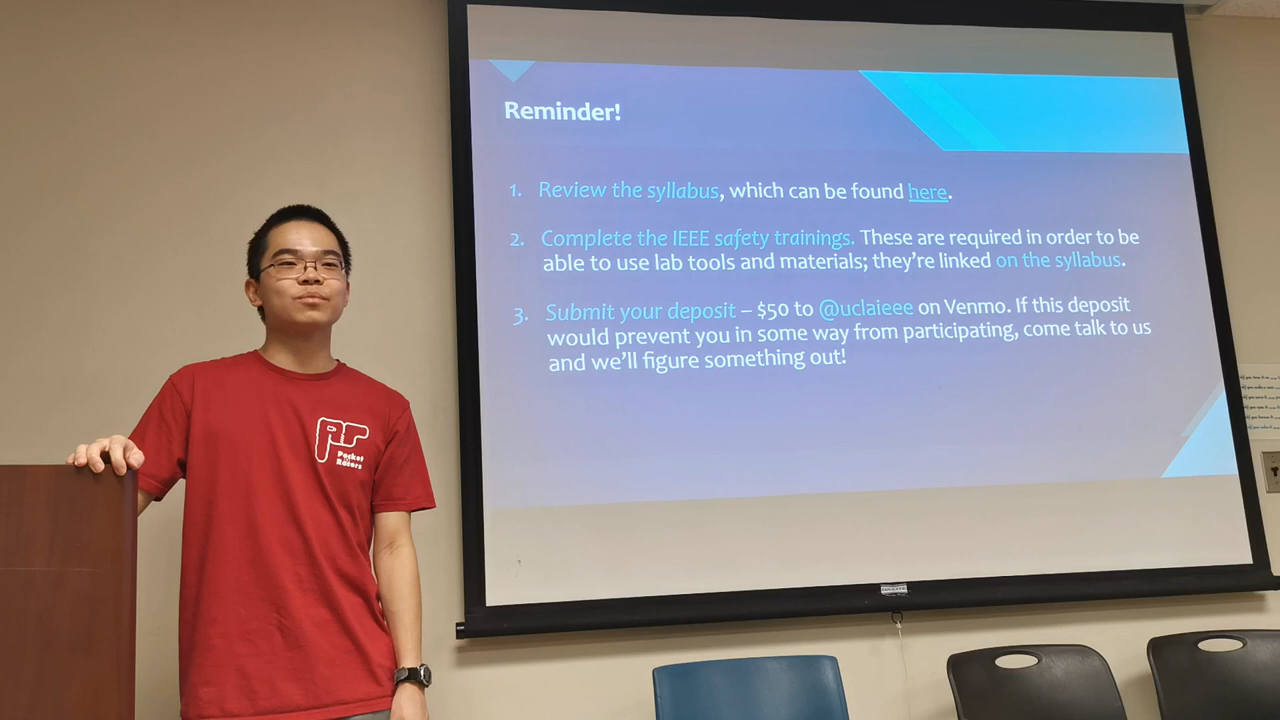 Reminder!
1. Review the syllabus, which can be found here.
2. Complete the IEEE safety trainings. These are required in order to be
able to use lab tools and materials; they're linked on the syllabus.
3. Submit your deposit – $50 to @uclaieee on Venmo. If this deposit
would prevent you in some way from participating, come talk to us
and we'll figure something out!
PR
Pocket
Racers